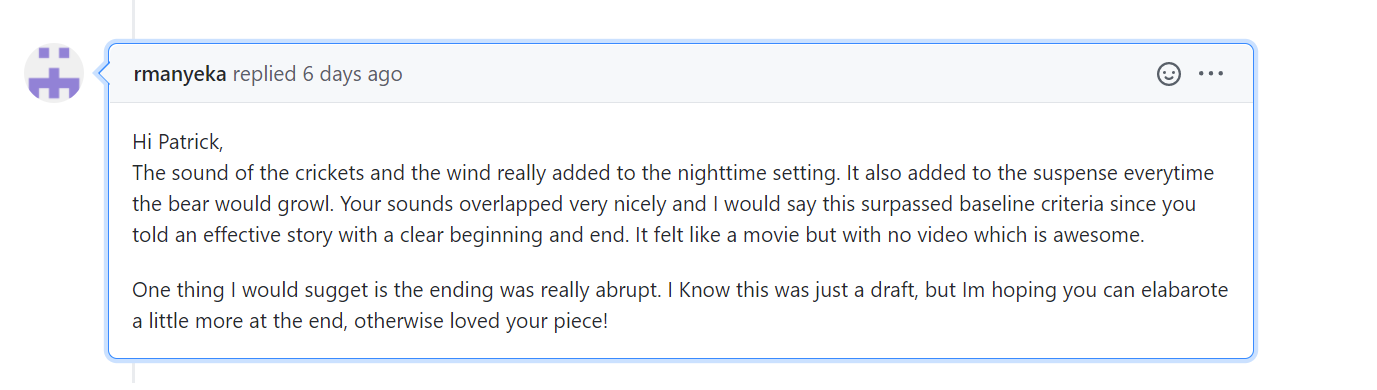 rmanyeka replied 6 days ago
Hi Patrick,
The sound of the crickets and the wind really added to the nighttime setting. It also added to the suspense everytime
the bear would growl. Your sounds overlapped very nicely and I would say this surpassed baseline criteria since you
told an effective story with a clear beginning and end. It felt like a movie but with no video which is awesome.
One thing I would sugget is the ending was really abrupt. I Know this was just a draft, but Im hoping you can elabarote
a little more at the end, otherwise loved your piece!